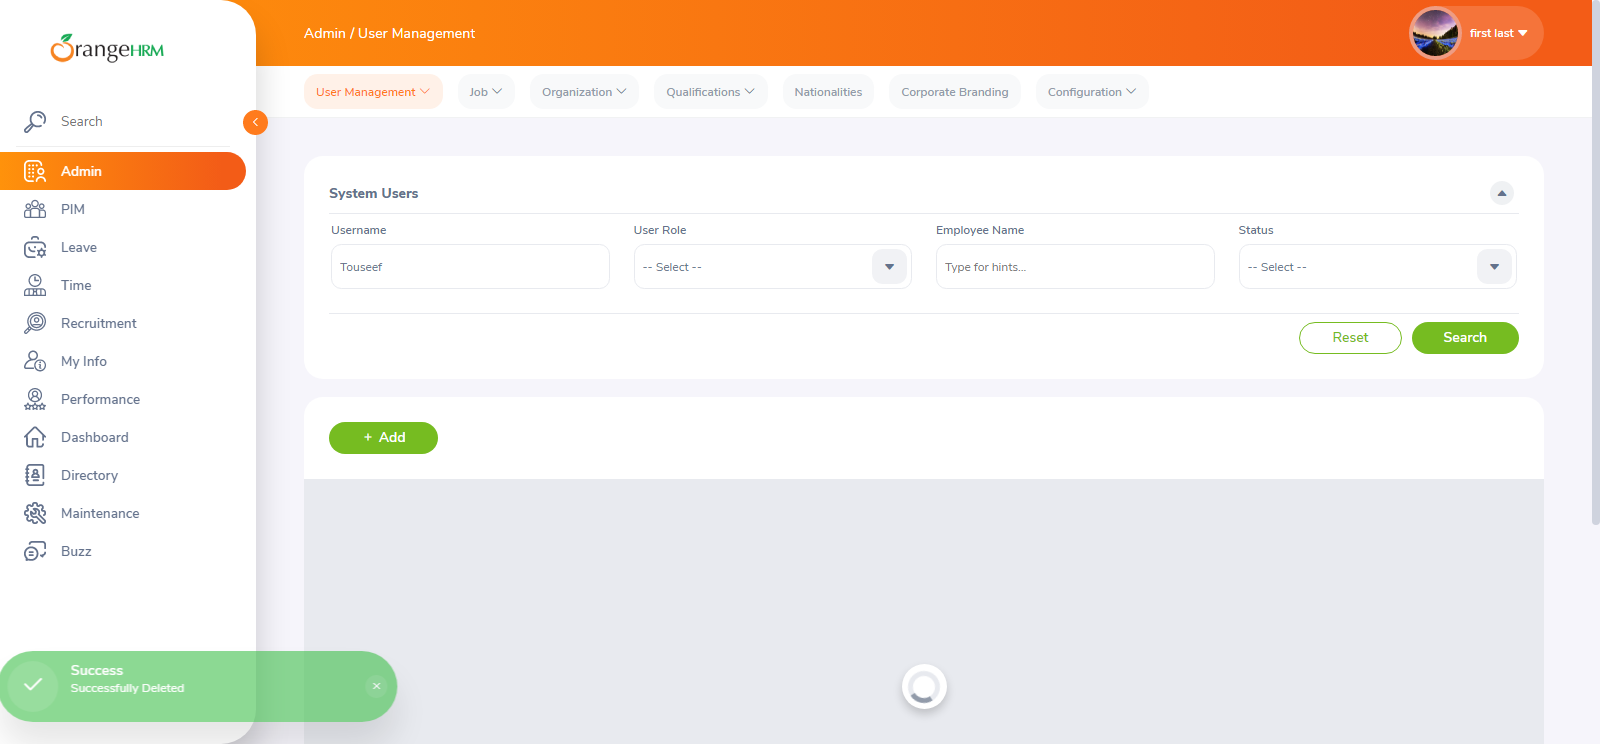 OrangeHRM
Admin / User Management
first last
User Management
Job
Organization
Qualifications
Nationalities
Corporate Branding
Configuration
Search
Admin
PIM
Leave
Time
Recruitment
My Info
Performance
Dashboard
Directory
Maintenance
Buzz
System Users
Username
User Role
Employee Name
Status
Touseef
-- Select --
Type for hints...
-- Select --
Reset
Search
+ Add
Success
Successfully Deleted